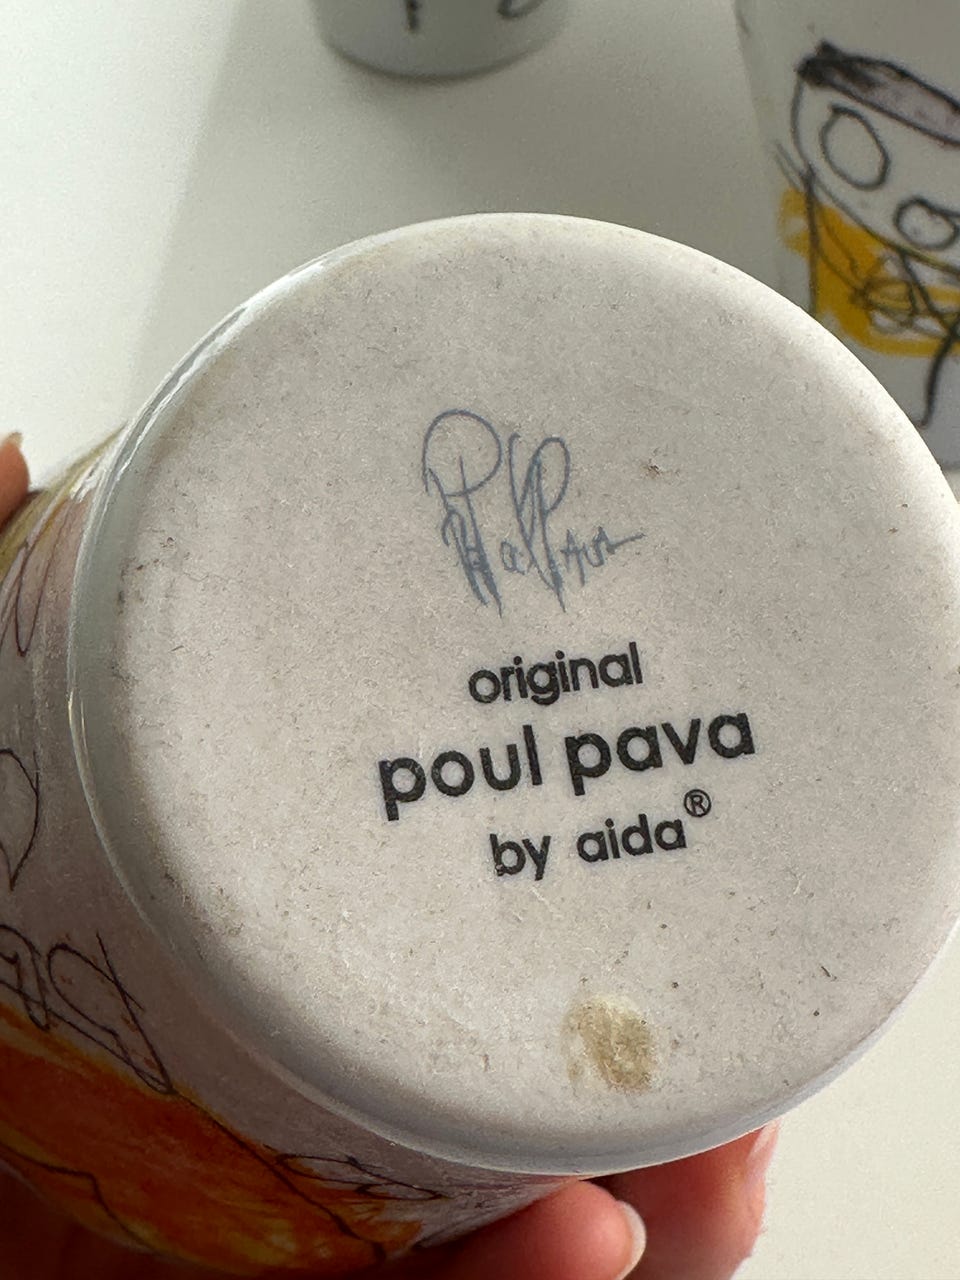 original
poul pava
by aida®